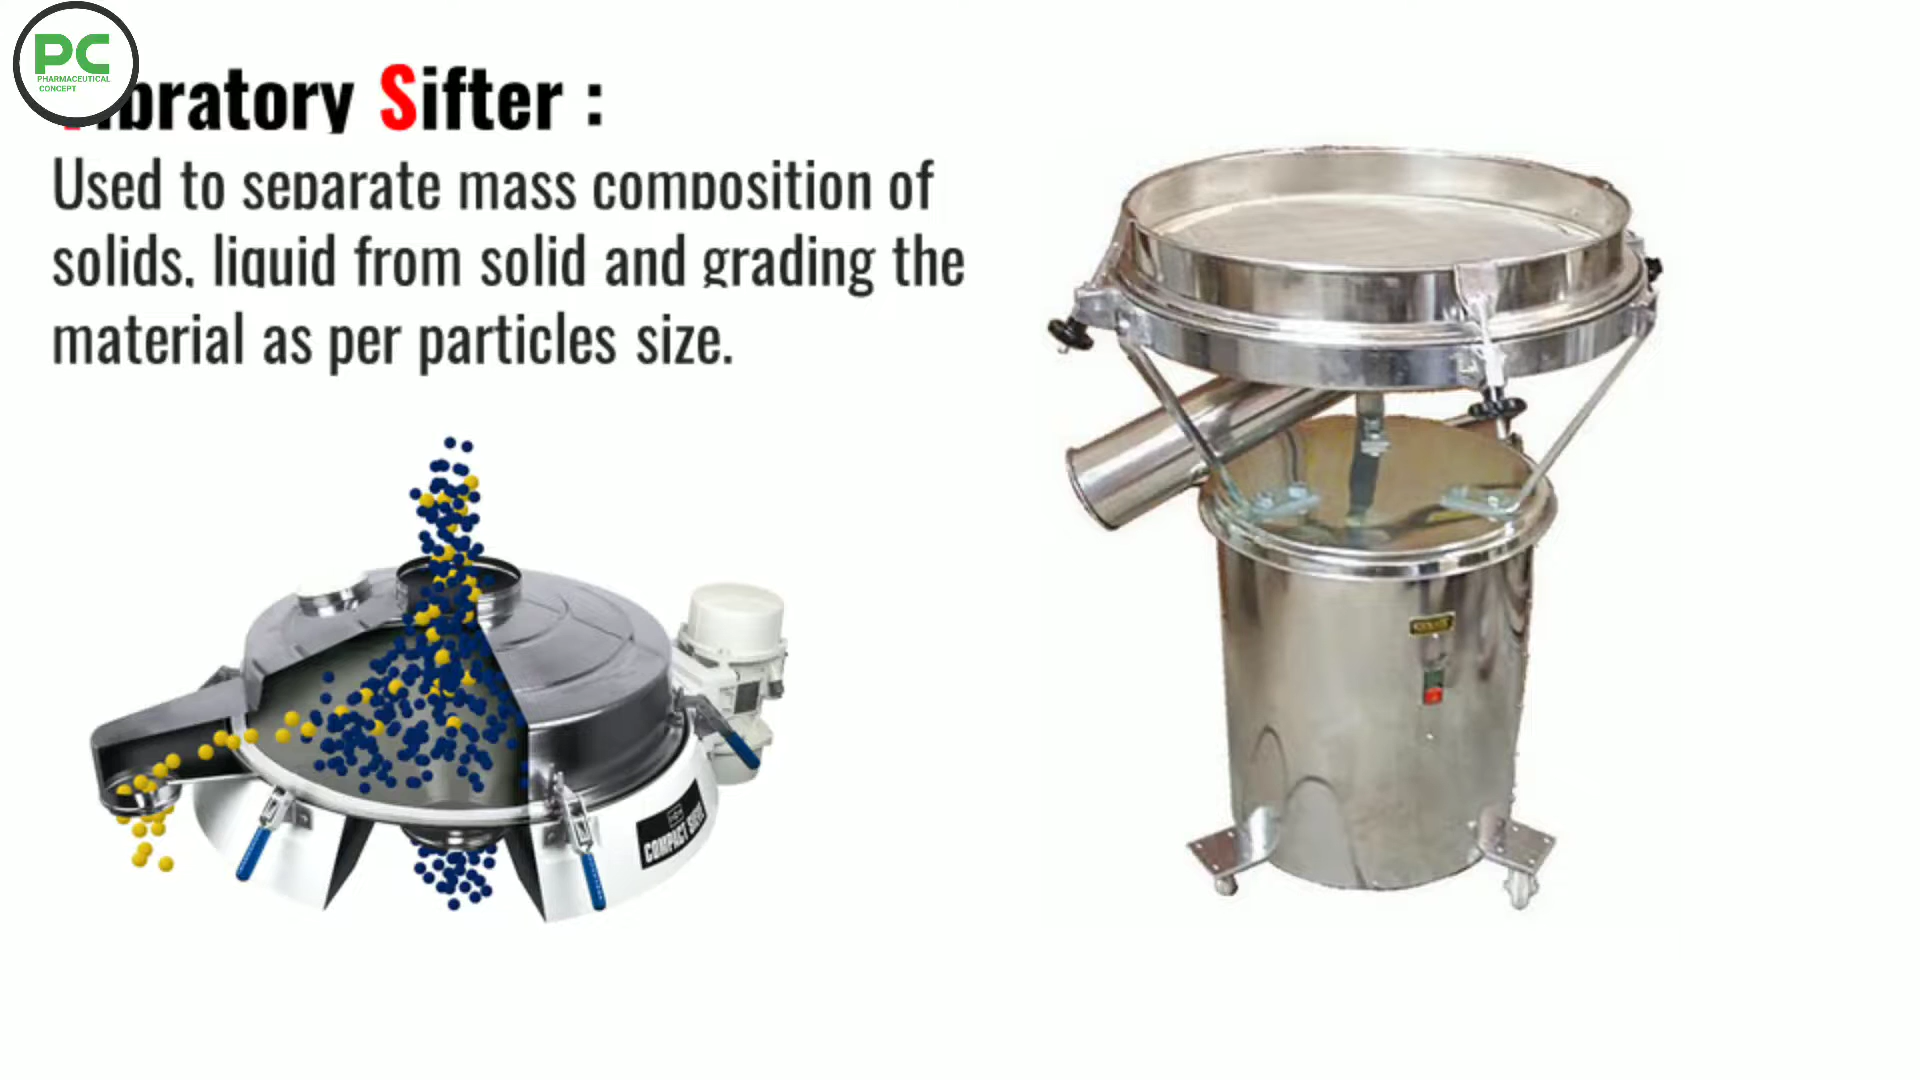 PC
PHARMACEUTICAL
CONCEPT
ibratory Sifter :
Used to separate mass composition of
solids, liquid from solid and grading the
material as per particles size.
COMPACT SIEVE